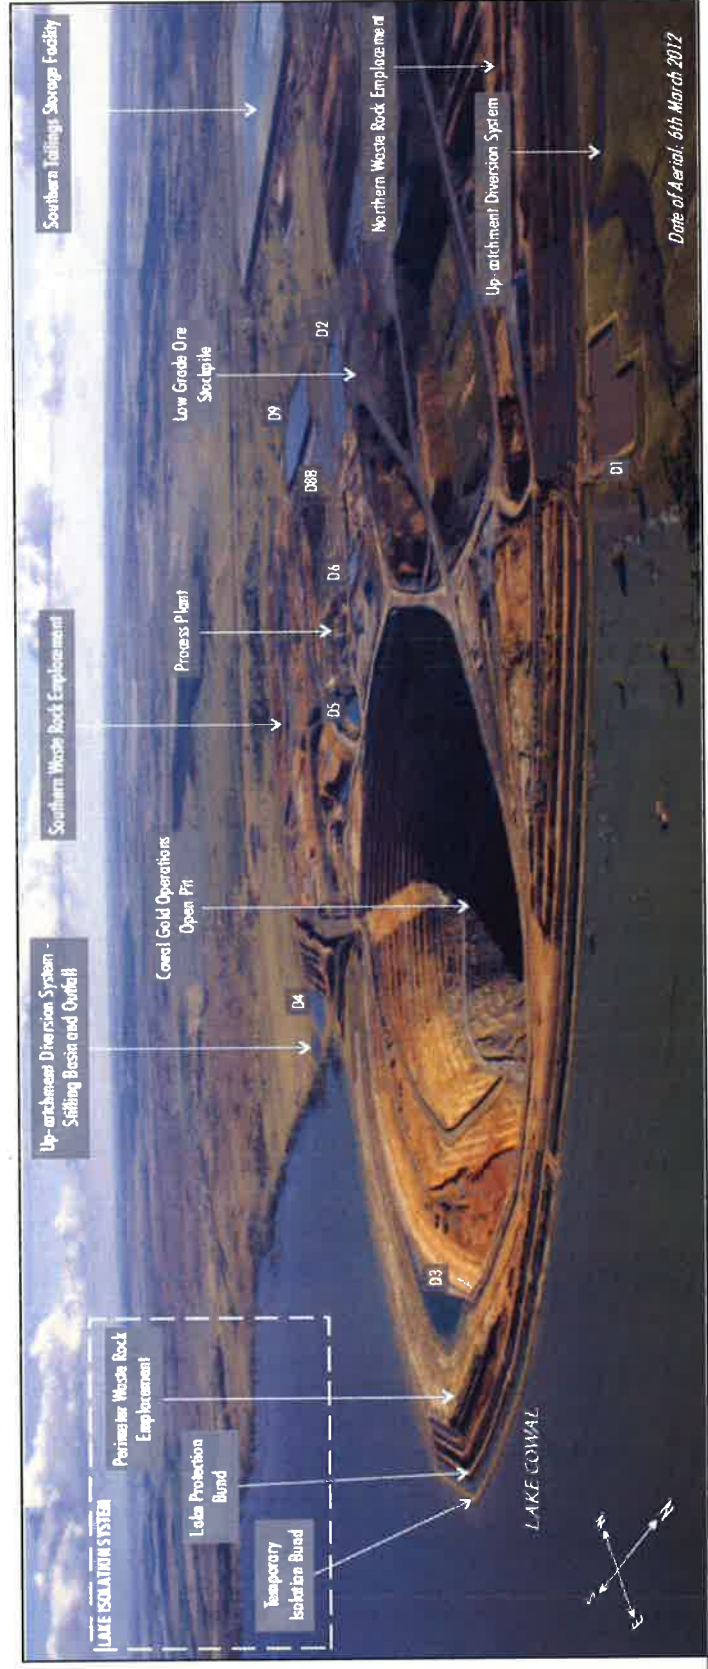 LAKE ISOLATION SYSTEM
Perimeter Waste Rock
Emplacement
Lake Protection
Bund
Temporary
Isolation Bund
Up-catchment Diversion System -
Stilling Basin and Outfall
Cowal Gold Operations
Open Pit
Southern Waste Rock Emplacement
Process Plant
Low Grade Ore
Stockpile
Southern Tailings Storage Facility
Northern Waste Rock Emplacement
Up-catchment Diversion System
D3
D4
D5
D6
D8B
D9
D2
D1
LAKE COWAL
S
N
E
W
Date of Aerial: 6th March 2012